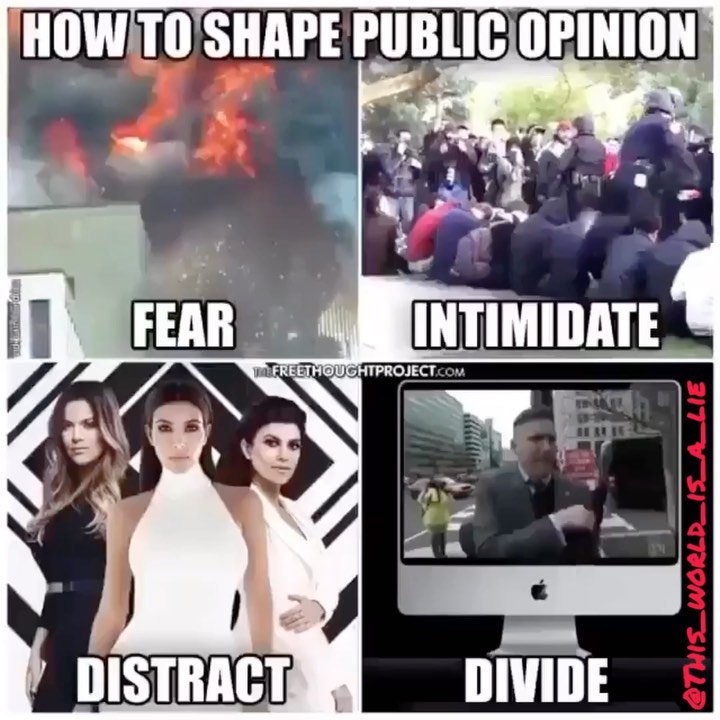 HOW TO SHAPE PUBLIC OPINION
FEAR
INTIMIDATE
THEFREETHOUGHTPROJECT.COM
DISTRACT
DIVIDE
@THIS_WORLD_IS_A_LIE